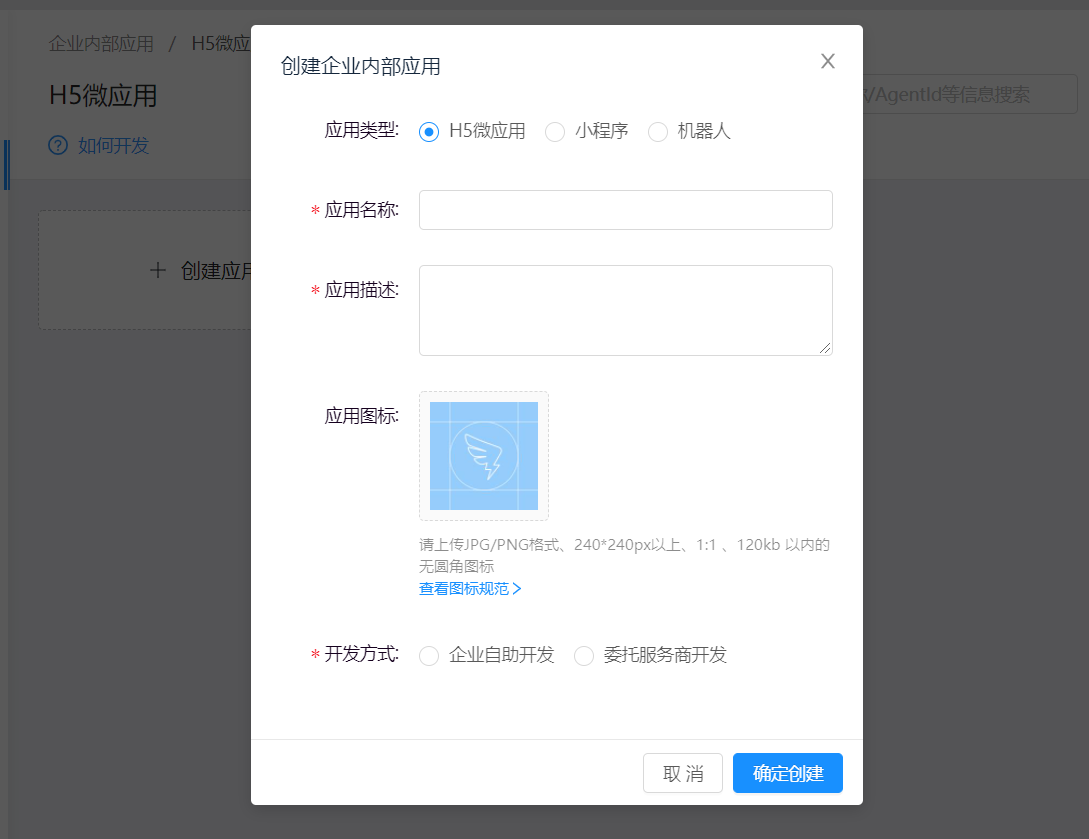 企业内部应用 / H5微应
H5微应用
如何开发
/AgentId等信息搜索
创建应用
创建企业内部应用
应用类型: H5微应用 小程序 机器人
* 应用名称:
* 应用描述:
应用图标:
请上传JPG/PNG格式、240*240px以上、1:1 、120kb 以内的
无圆角图标
查看图标规范
* 开发方式: 企业自助开发 委托服务商开发
取 消 确定创建